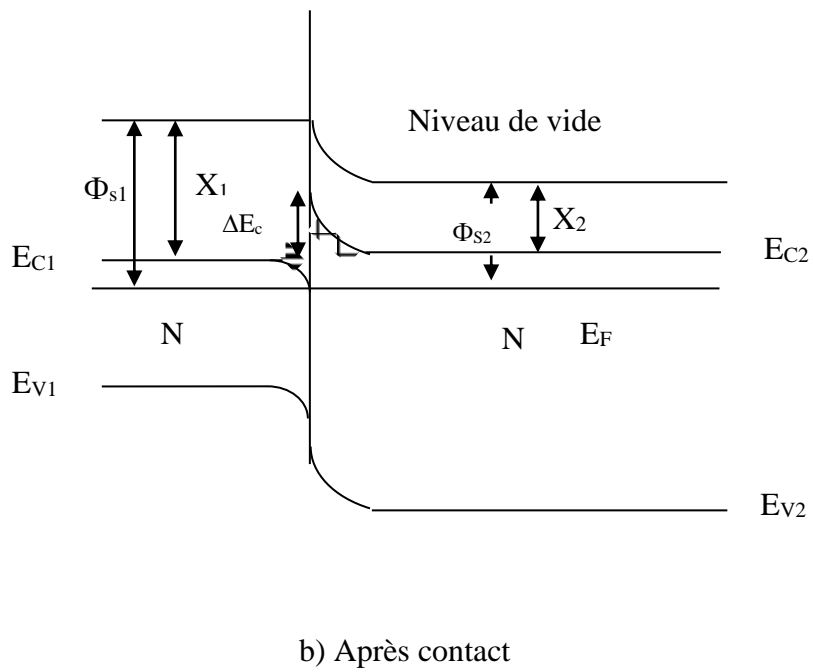 Niveau de vide
Φs1
X1
ΔEc
ΦS2
X2
EC1
EC2
N
N
EF
EV1
EV2
b) Après contact